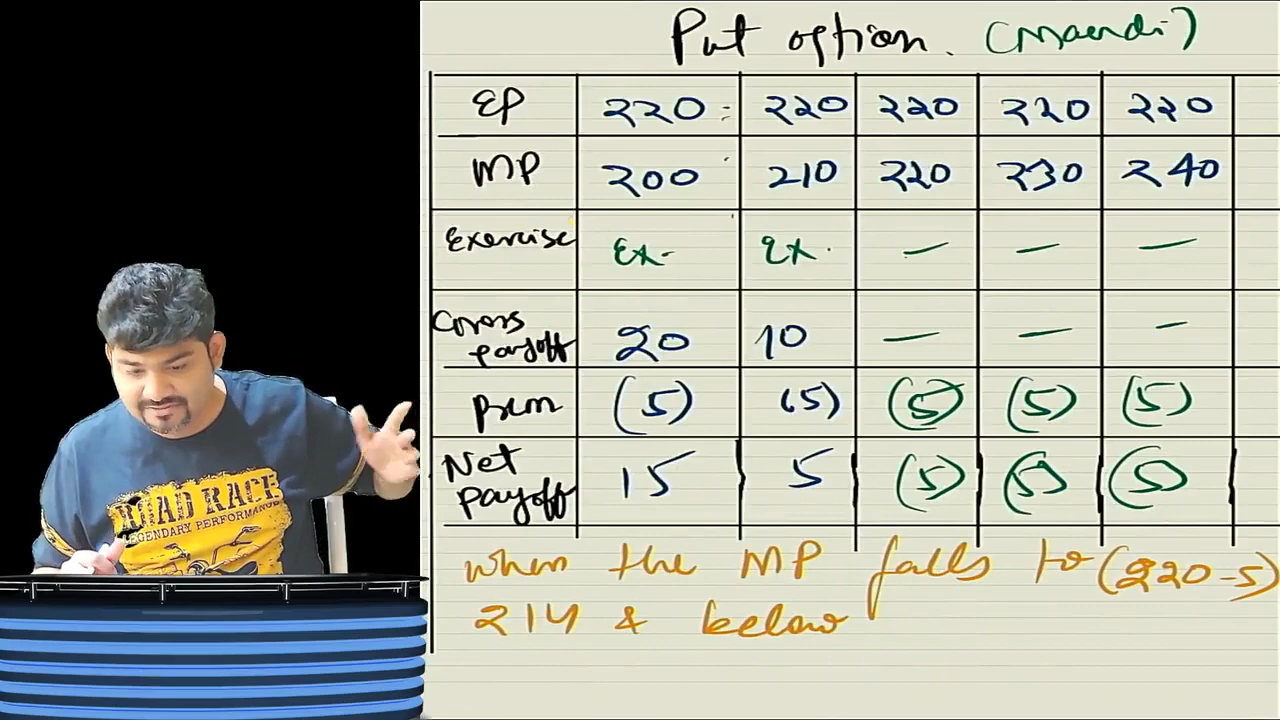 Put option. (Maendi)
EP 220 220 220 220 220
MP 200 210 220 230 240
Exercise Ex. Ex. — — —
Gross payoff 20 10 — — —
Prem (5) (5) (5) (5) (5)
Net payoff 15 5 (5) (5) (5)
when the MP falls to (220-5)
214 & below
ROAD RACE
LEGENDARY PERFORMANCE